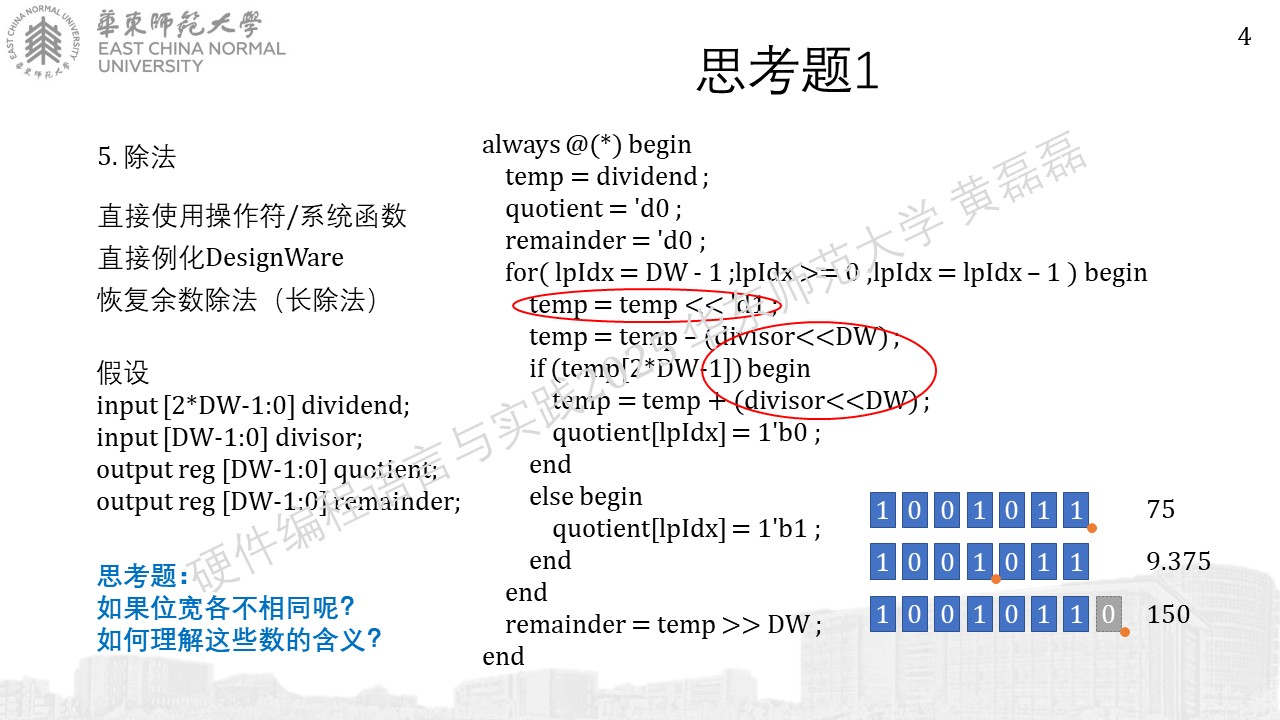 華東師範大學
EAST CHINA NORMAL
UNIVERSITY
EAST CHINA NORMAL UNIVERSITY
華東師范大学
4
思考题1
5. 除法
直接使用操作符/系统函数
直接例化DesignWare
恢复余数除法（长除法）
假设
input [2*DW-1:0] dividend;
input [DW-1:0] divisor;
output reg [DW-1:0] quotient;
output reg [DW-1:0] remainder;
思考题：
如果位宽各不相同呢？
如何理解这些数的含义？
always @(*) begin
temp = dividend ;
quotient = 'd0 ;
remainder = 'd0 ;
for( lpIdx = DW - 1 ;lpIdx >= 0 ,lpIdx = lpIdx – 1 ) begin
temp = temp << 'd1 ;
temp = temp – (divisor<<DW) ;
if (temp[2*DW-1]) begin
temp = temp + (divisor<<DW) ;
quotient[lpIdx] = 1'b0 ;
end
else begin
quotient[lpIdx] = 1'b1 ;
end
end
remainder = temp >> DW ;
end
1 0 0 1 0 1 1 75
1 0 0 1 0 1 1 9.375
1 0 0 1 0 1 1 0 150
硬件编程语言与实践2025 华东师范大学 黄磊磊